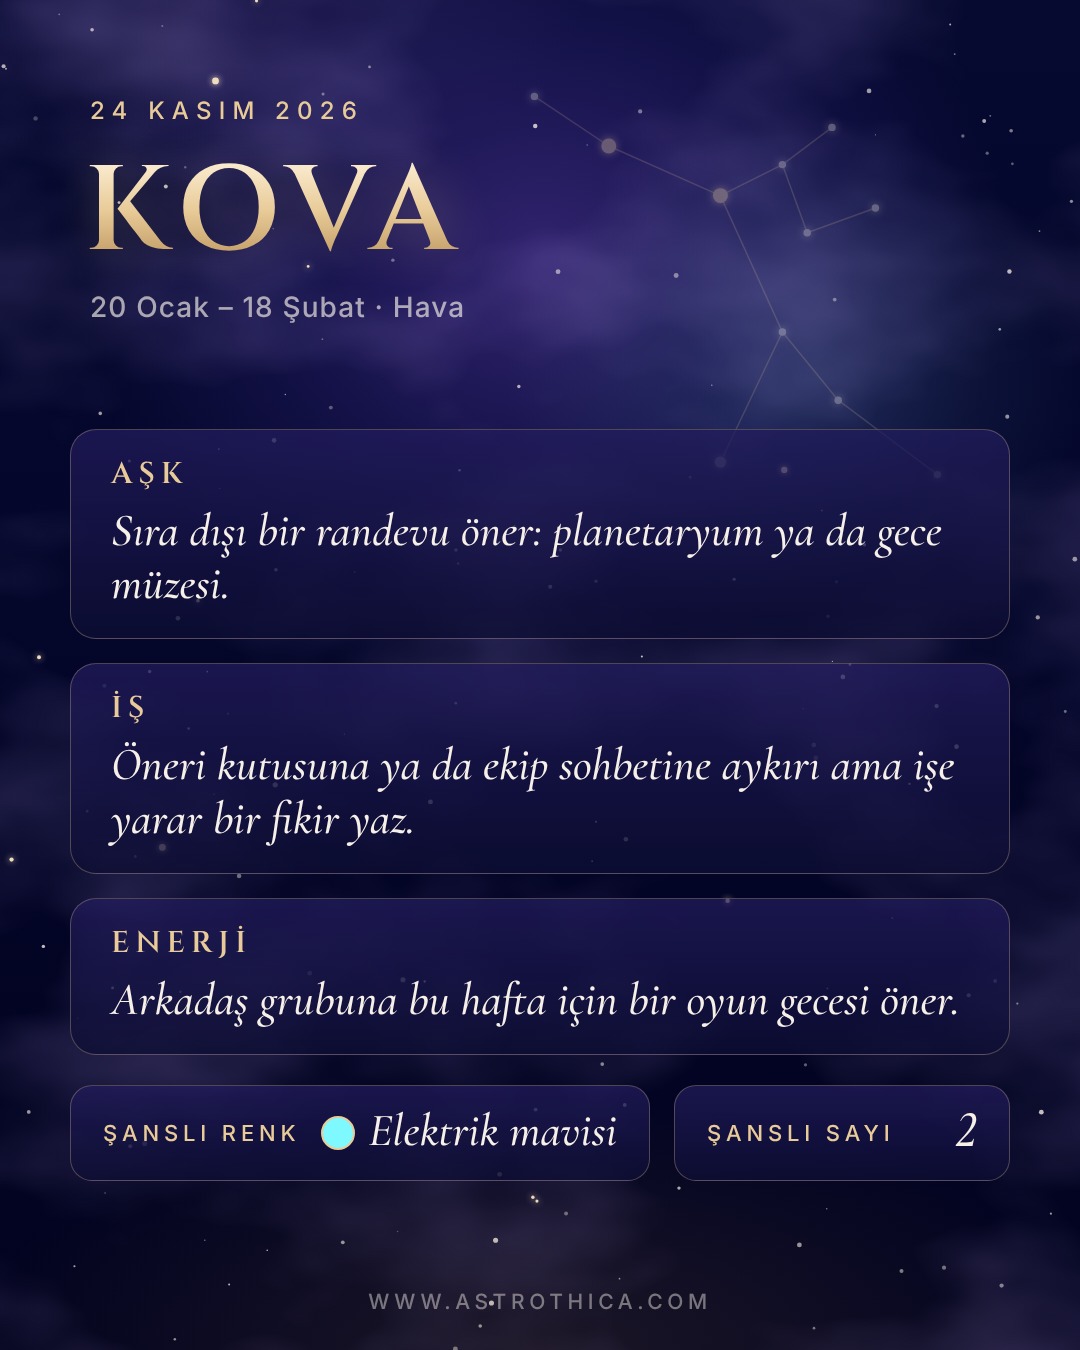 24 KASIM 2026
KOVA
20 Ocak – 18 Şubat · Hava
AŞK
Sıra dışı bir randevu öner: planetaryum ya da gece
müzesi.
İŞ
Öneri kutusuna ya da ekip sohbetine aykırı ama işe
yarar bir fikir yaz.
ENERJİ
Arkadaş grubuna bu hafta için bir oyun gecesi öner.
ŞANSLI RENK Elektrik mavisi
ŞANSLI SAYI 2
WWW.ASTROTHICA.COM